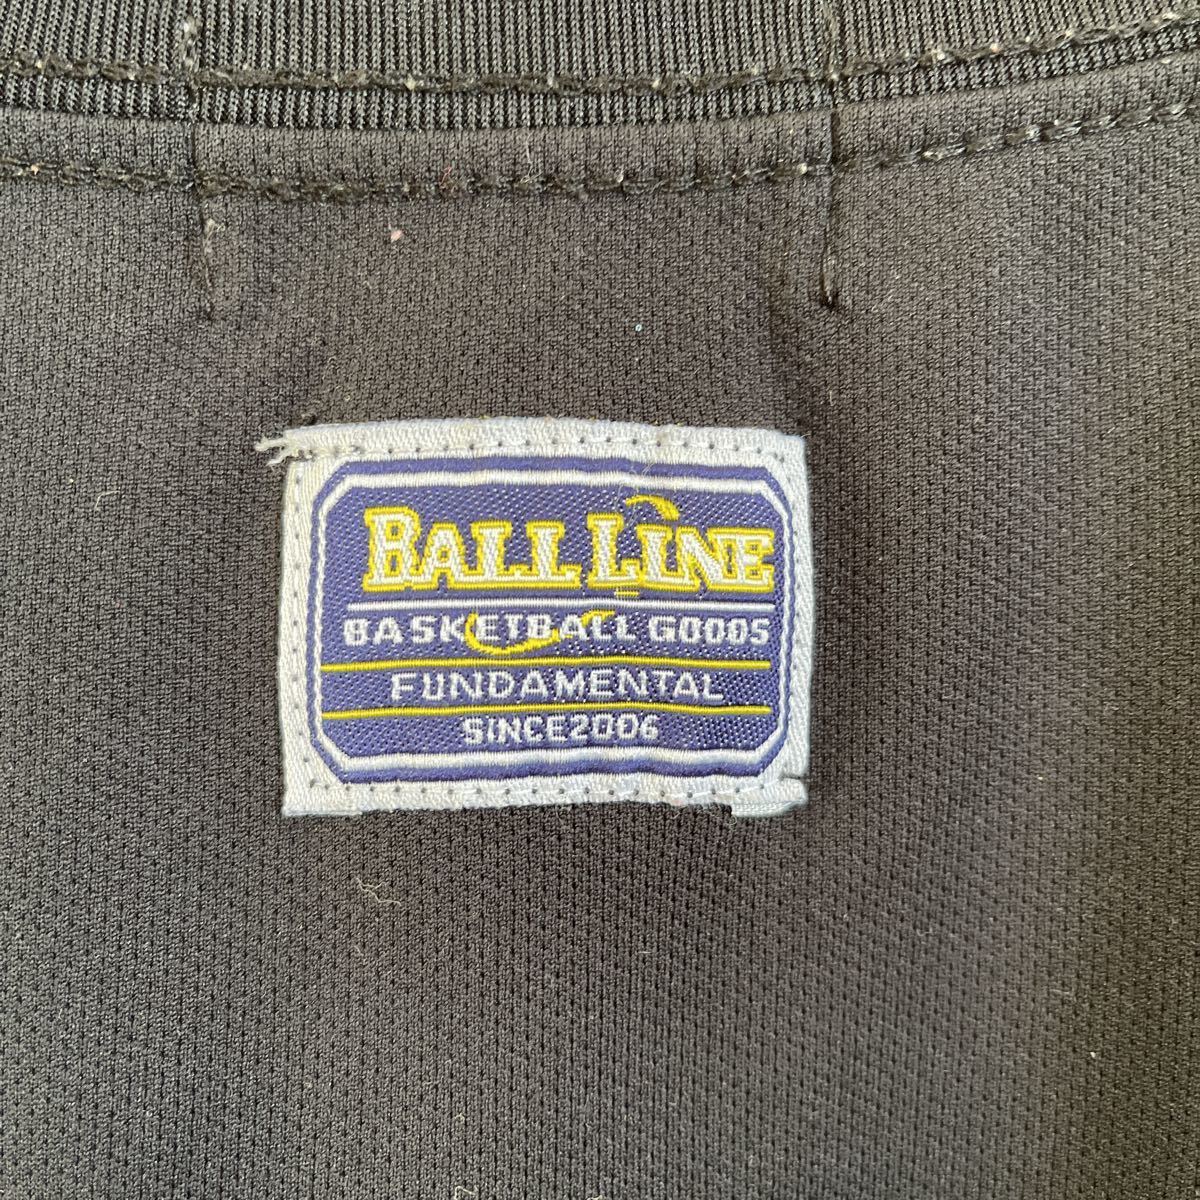 BALL LINE
BASKETBALL GOODS
FUNDAMENTAL
SINCE2006